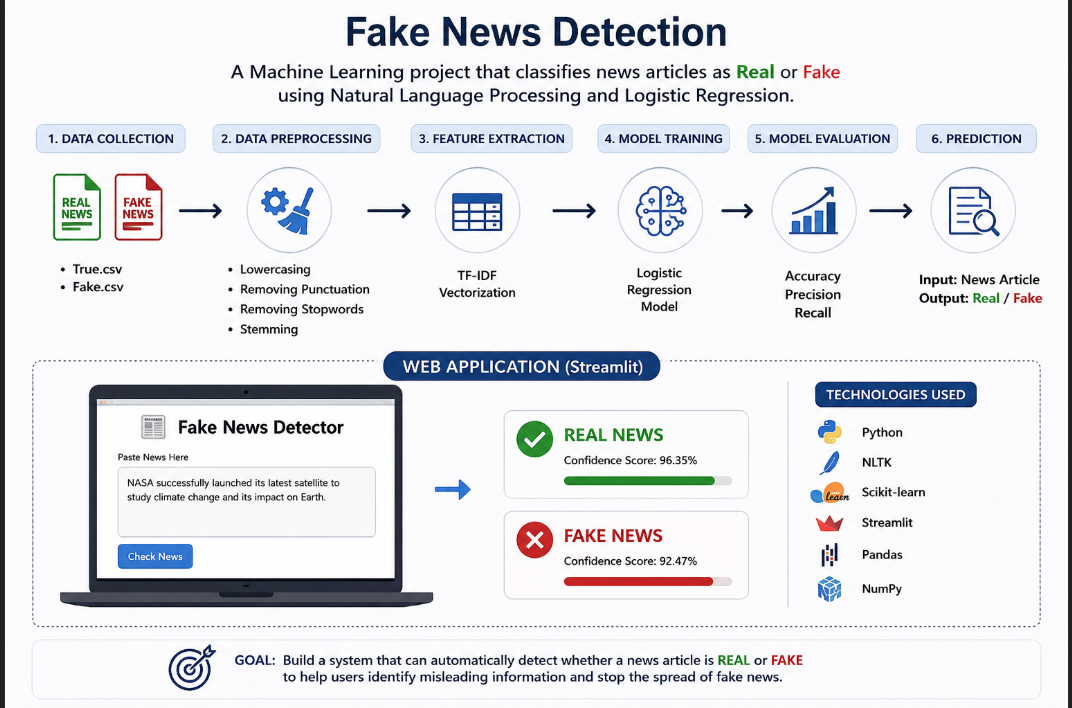 Fake News Detection
A Machine Learning project that classifies news articles as Real or Fake
using Natural Language Processing and Logistic Regression.
1. DATA COLLECTION
REAL
NEWS
FAKE
NEWS
• True.csv
• Fake.csv
2. DATA PREPROCESSING
• Lowercasing
• Removing Punctuation
• Removing Stopwords
• Stemming
3. FEATURE EXTRACTION
TF-IDF
Vectorization
4. MODEL TRAINING
Logistic
Regression
Model
5. MODEL EVALUATION
Accuracy
Precision
Recall
6. PREDICTION
Input: News Article
Output: Real / Fake
WEB APPLICATION (Streamlit)
Fake News Detector
Paste News Here
NASA successfully launched its latest satellite to
study climate change and its impact on Earth.
Check News
REAL NEWS
Confidence Score: 96.35%
FAKE NEWS
Confidence Score: 92.47%
TECHNOLOGIES USED
Python
NLTK
learn
Scikit-learn
Streamlit
Pandas
NumPy
GOAL: Build a system that can automatically detect whether a news article is REAL or FAKE
to help users identify misleading information and stop the spread of fake news.